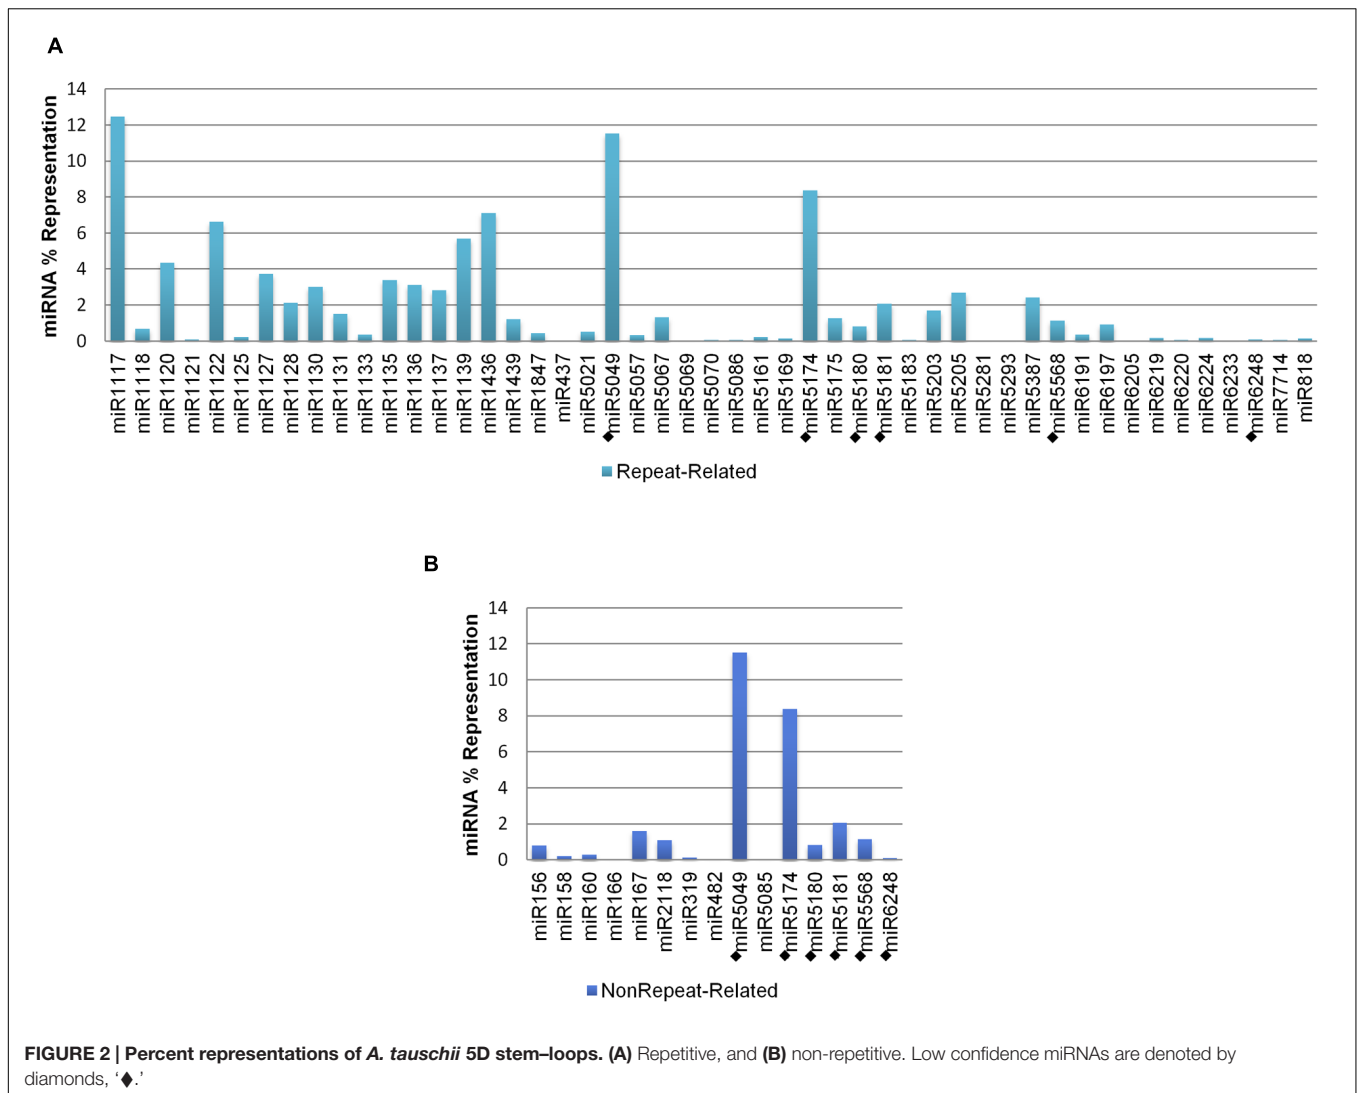 A
miRNA % Representation
14
12
10
8
6
4
2
0
miR1117
miR1118
miR1120
miR1121
miR1122
miR1125
miR1127
miR1128
miR1130
miR1131
miR1133
miR1135
miR1136
miR1137
miR1139
miR1436
miR1439
miR1847
miR437
miR5021
◆miR5049
miR5057
miR5067
miR5069
miR5070
miR5086
miR5161
miR5169
◆miR5174
miR5175
◆miR5180
◆miR5181
miR5183
miR5203
miR5205
miR5281
miR5293
miR5387
◆miR5568
miR6191
miR6197
miR6205
miR6219
miR6220
miR6224
miR6233
◆miR6248
miR7714
miR818
Repeat-Related
B
miRNA % Representation
14
12
10
8
6
4
2
0
miR156
miR158
miR160
miR166
miR167
miR2118
miR319
miR482
◆miR5049
miR5085
◆miR5174
◆miR5180
◆miR5181
◆miR5568
◆miR6248
NonRepeat-Related
FIGURE 2 | Percent representations of A. tauschii 5D stem–loops. (A) Repetitive, and (B) non-repetitive. Low confidence miRNAs are denoted by
diamonds, ‘◆.’